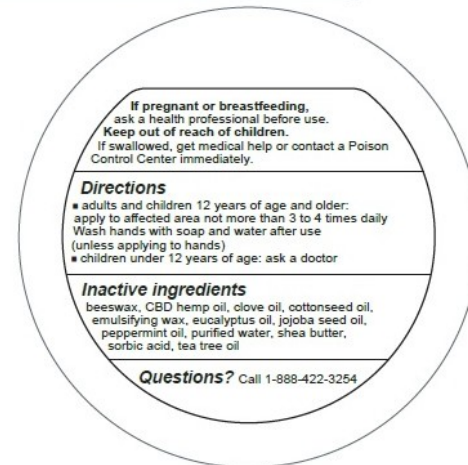 If pregnant or breastfeeding,
ask a health professional before use.
Keep out of reach of children.
If swallowed, get medical help or contact a Poison
Control Center immediately.
Directions
▪ adults and children 12 years of age and older:
apply to affected area not more than 3 to 4 times daily
Wash hands with soap and water after use
(unless applying to hands)
▪ children under 12 years of age: ask a doctor
Inactive ingredients
beeswax, CBD hemp oil, clove oil, cottonseed oil,
emulsifying wax, eucalyptus oil, jojoba seed oil,
peppermint oil, purified water, shea butter,
sorbic acid, tea tree oil
Questions? Call 1-888-422-3254